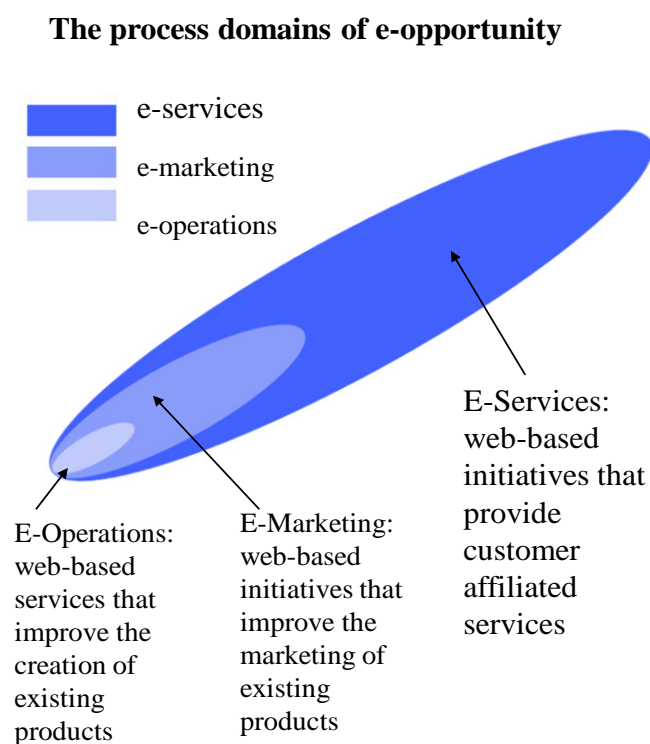 The process domains of e-opportunity
e-services
e-marketing
e-operations
E-Services:
web-based
initiatives that
provide
customer
affiliated
services
E-Marketing:
web-based
initiatives that
improve the
marketing of
existing
products
E-Operations:
web-based
services that
improve the
creation of
existing
products